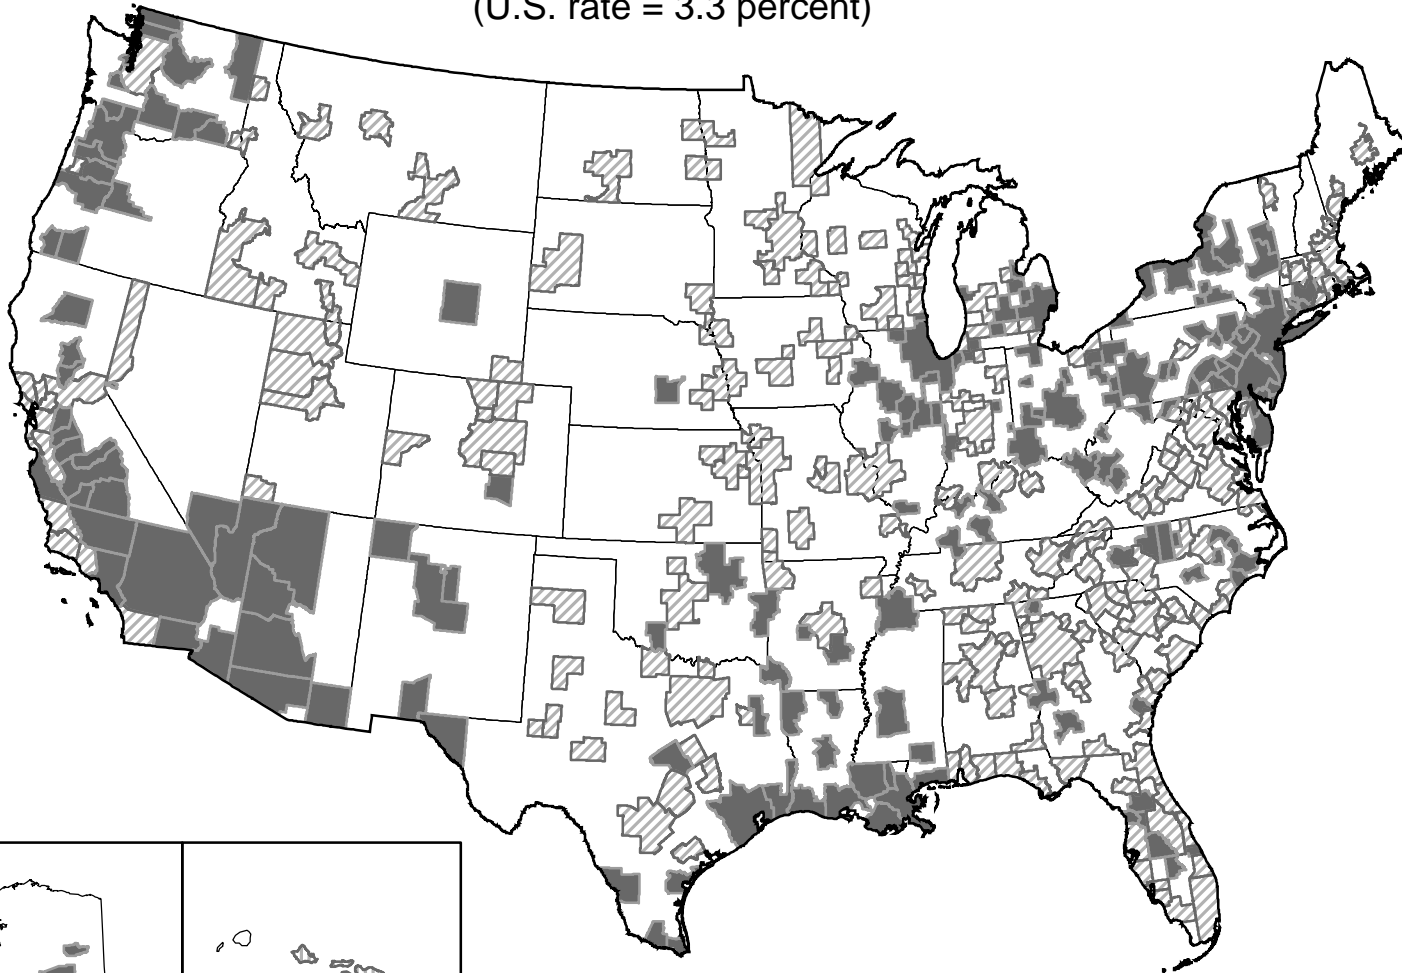 (U.S. rate = 3.3 percent)